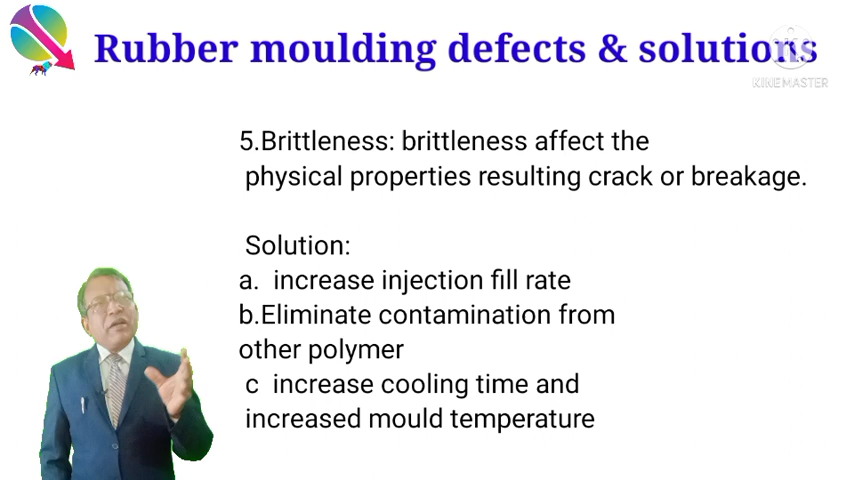 Rubber moulding defects & solutions
KINEMASTER
5.Brittleness: brittleness affect the
physical properties resulting crack or breakage.
Solution:
a. increase injection fill rate
b.Eliminate contamination from
other polymer
c increase cooling time and
increased mould temperature